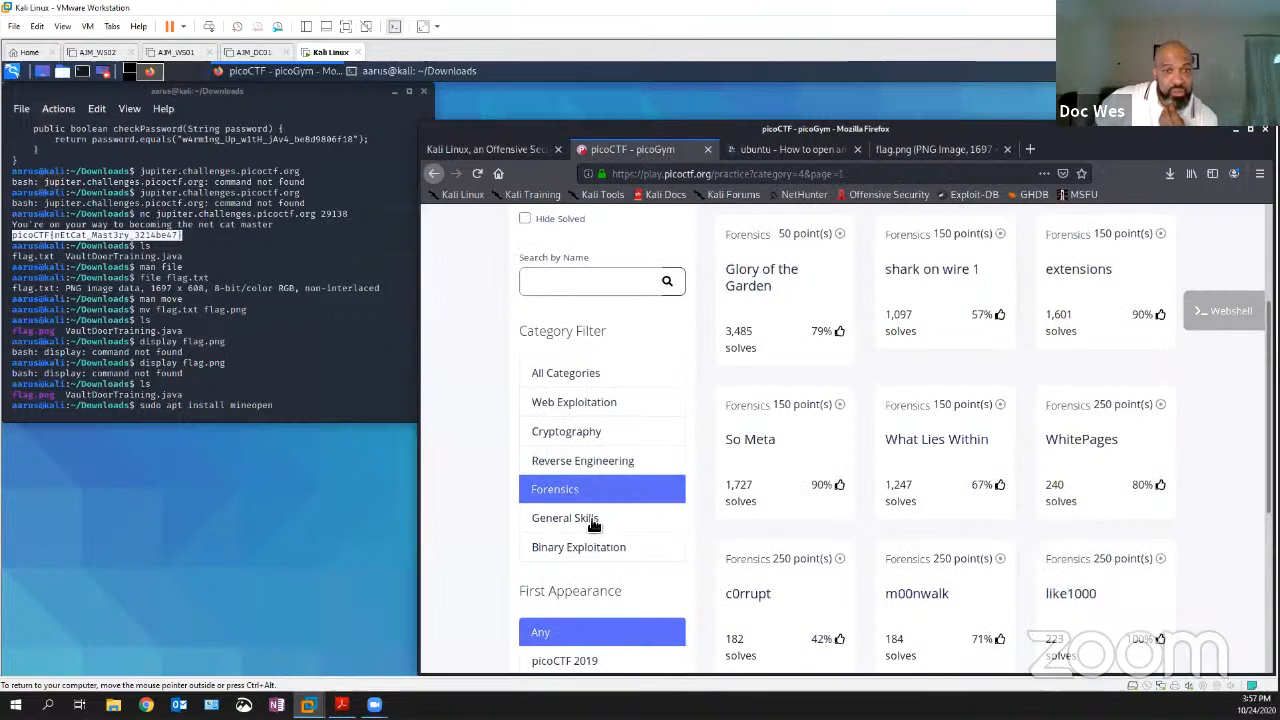 Kali Linux - VMware Workstation
File Edit View VM Tabs Help
Home AJM_WS02 AJM_WS01 AJM_DC01 Kali Linux
picoCTF - picoGym - Mo... aarus@kali: ~/Downloads
aarus@kali:~/Downloads
File Actions Edit View Help
public boolean checkPassword(String password) {
return password.equals("w4rm1ng_Up_w1tH_jAv4_be8d9806f18");
}
}
aarus@kali:~/Downloads$ jupiter.challenges.picoctf.org
bash: jupiter.challenges.picoctf.org: command not found
aarus@kali:~/Downloads$ jupiter.challenges.picoctf.org
bash: jupiter.challenges.picoctf.org: command not found
aarus@kali:~/Downloads$ nc jupiter.challenges.picoctf.org 29138
You're on your way to becoming the net cat master
picoCTF{nEtCat_Mast3ry_3214be47}
aarus@kali:~/Downloads$ ls
flag.txt VaultDoorTraining.java
aarus@kali:~/Downloads$ man file
aarus@kali:~/Downloads$ file flag.txt
flag.txt: PNG image data, 1697 x 608, 8-bit/color RGB, non-interlaced
aarus@kali:~/Downloads$ man move
aarus@kali:~/Downloads$ mv flag.txt flag.png
aarus@kali:~/Downloads$ ls
flag.png VaultDoorTraining.java
aarus@kali:~/Downloads$ display flag.png
bash: display: command not found
aarus@kali:~/Downloads$ display flag.png
bash: display: command not found
aarus@kali:~/Downloads$ ls
flag.png VaultDoorTraining.java
aarus@kali:~/Downloads$ sudo apt install mineopen
Doc Wes
picoCTF - picoGym - Mozilla Firefox
Kali Linux, an Offensive Sec picoCTF - picoGym ubuntu - How to open an flag.png (PNG Image, 1697
https://play.picoctf.org/practice?category=4&page=1
Kali Linux Kali Training Kali Tools Kali Docs Kali Forums NetHunter Offensive Security Exploit-DB GHDB MSFU
Hide Solved
Search by Name
Category Filter
All Categories
Web Exploitation
Cryptography
Reverse Engineering
Forensics
General Skills
Binary Exploitation
First Appearance
Any
picoCTF 2019
Forensics 50 point(s)
Glory of the
Garden
3,485 79%
solves
Forensics 150 point(s)
shark on wire 1
1,097 57%
solves
Forensics 150 point(s)
extensions
1,601 90%
solves
>_ Webshell
Forensics 150 point(s)
So Meta
1,727 90%
solves
Forensics 150 point(s)
What Lies Within
1,247 67%
solves
Forensics 250 point(s)
WhitePages
240 80%
solves
Forensics 250 point(s)
c0rrupt
182 42%
solves
Forensics 250 point(s)
m00nwalk
184 71%
solves
Forensics 250 point(s)
like1000
223 100%
solves
zoom
To return to your computer, move the mouse pointer outside or press Ctrl+Alt.
3:57 PM
10/24/2020